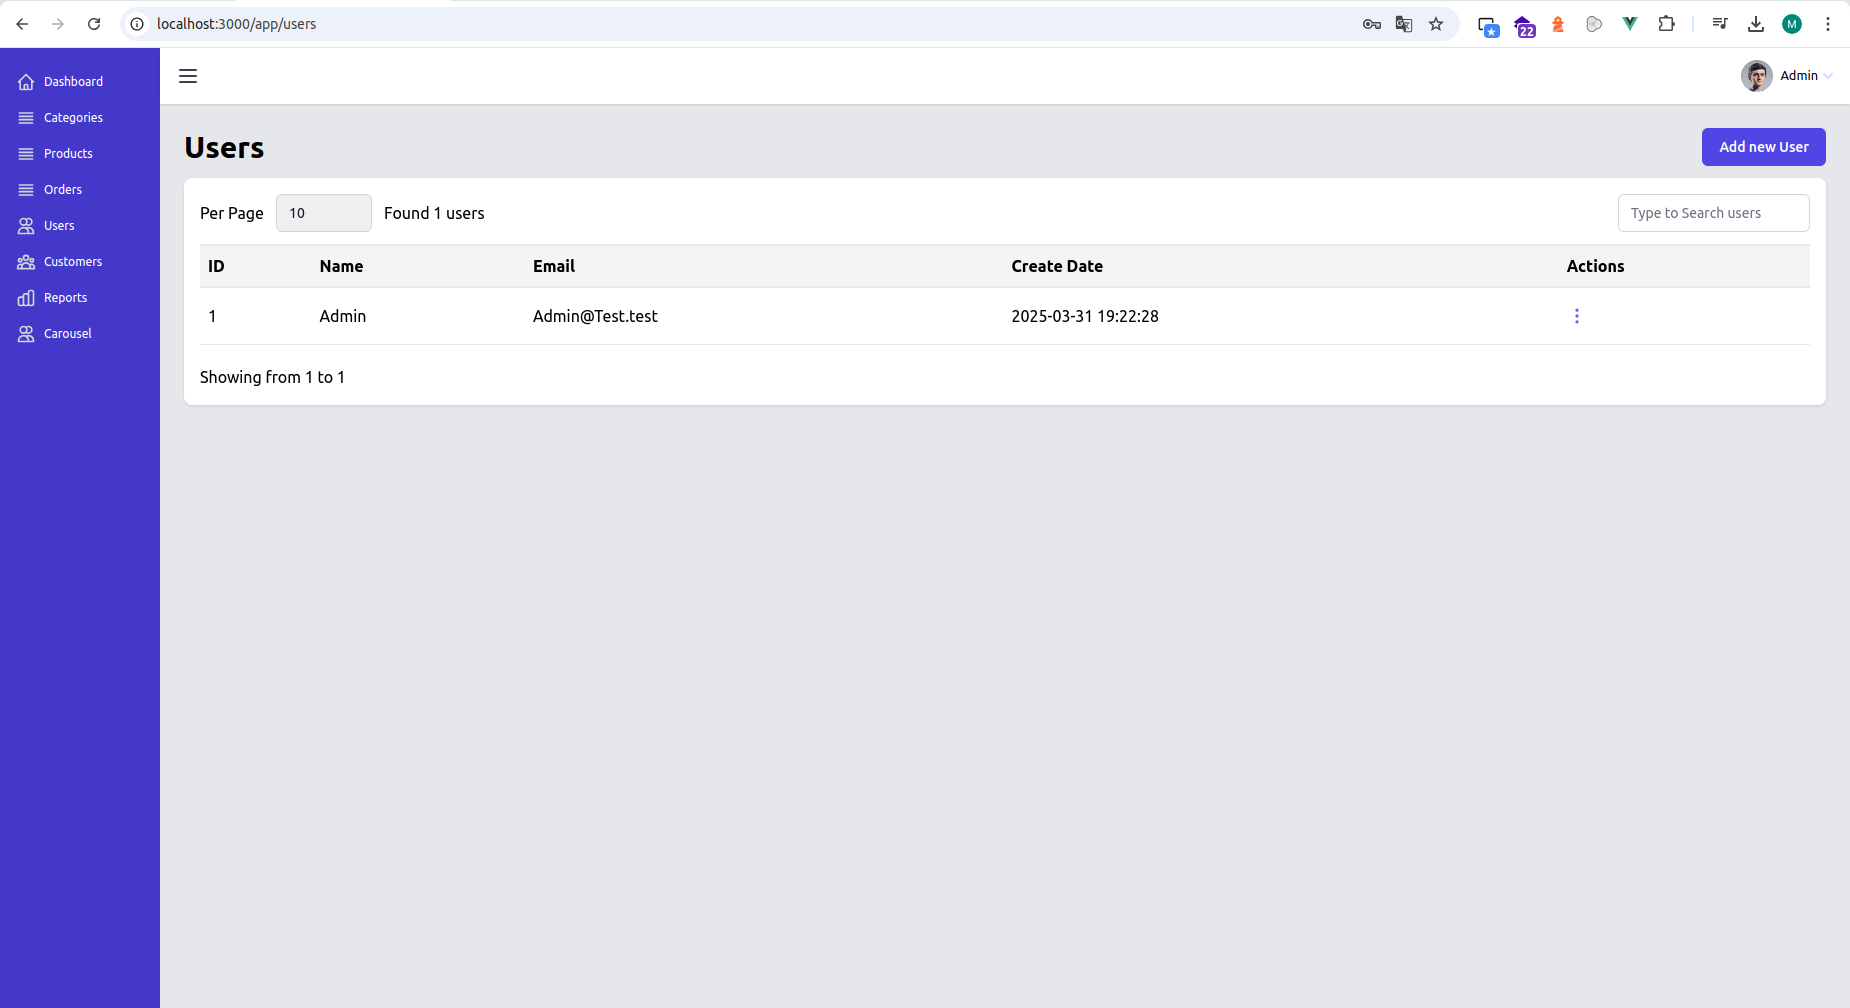 localhost:3000/app/users
22
M
Dashboard
Categories
Products
Orders
Users
Customers
Reports
Carousel
Admin
Users
Add new User
Per Page 10 Found 1 users
Type to Search users
ID Name Email Create Date Actions
1 Admin Admin@Test.test 2025-03-31 19:22:28
Showing from 1 to 1